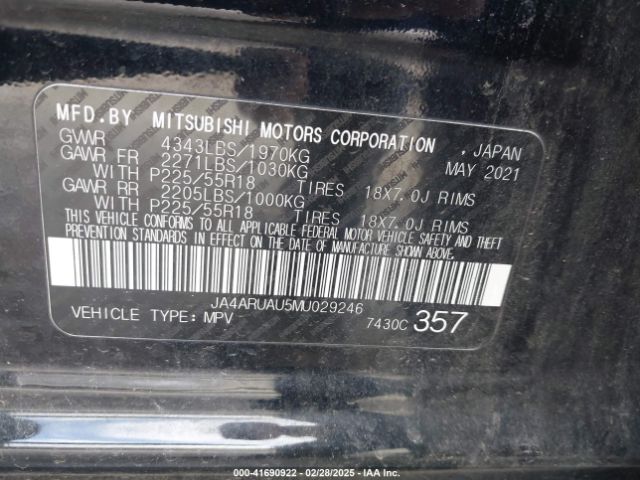 MFD.BY MITSUBISHI MOTORS CORPORATION , JAPAN
GVWR 4343LBS/1970KG MAY 2021
GAWR FR 2271LBS/1030KG
WITH P225/55R18 TIRES 18X7.0J RIMS
GAWR RR 2205LBS/1000KG
WITH P225/55R18 TIRES 18X7.0J RIMS
THIS VEHICLE CONFORMS TO ALL APPLICABLE FEDERAL MOTOR VEHICLE SAFETY AND THEFT
PREVENTION STANDARDS IN EFFECT ON THE DATE OF MANUFACTURE SHOWN ABOVE.
JA4ARUAU5MU029246
VEHICLE TYPE: MPV 7430C 357
000-41690922 - 02/28/2025 - IAAI.CA